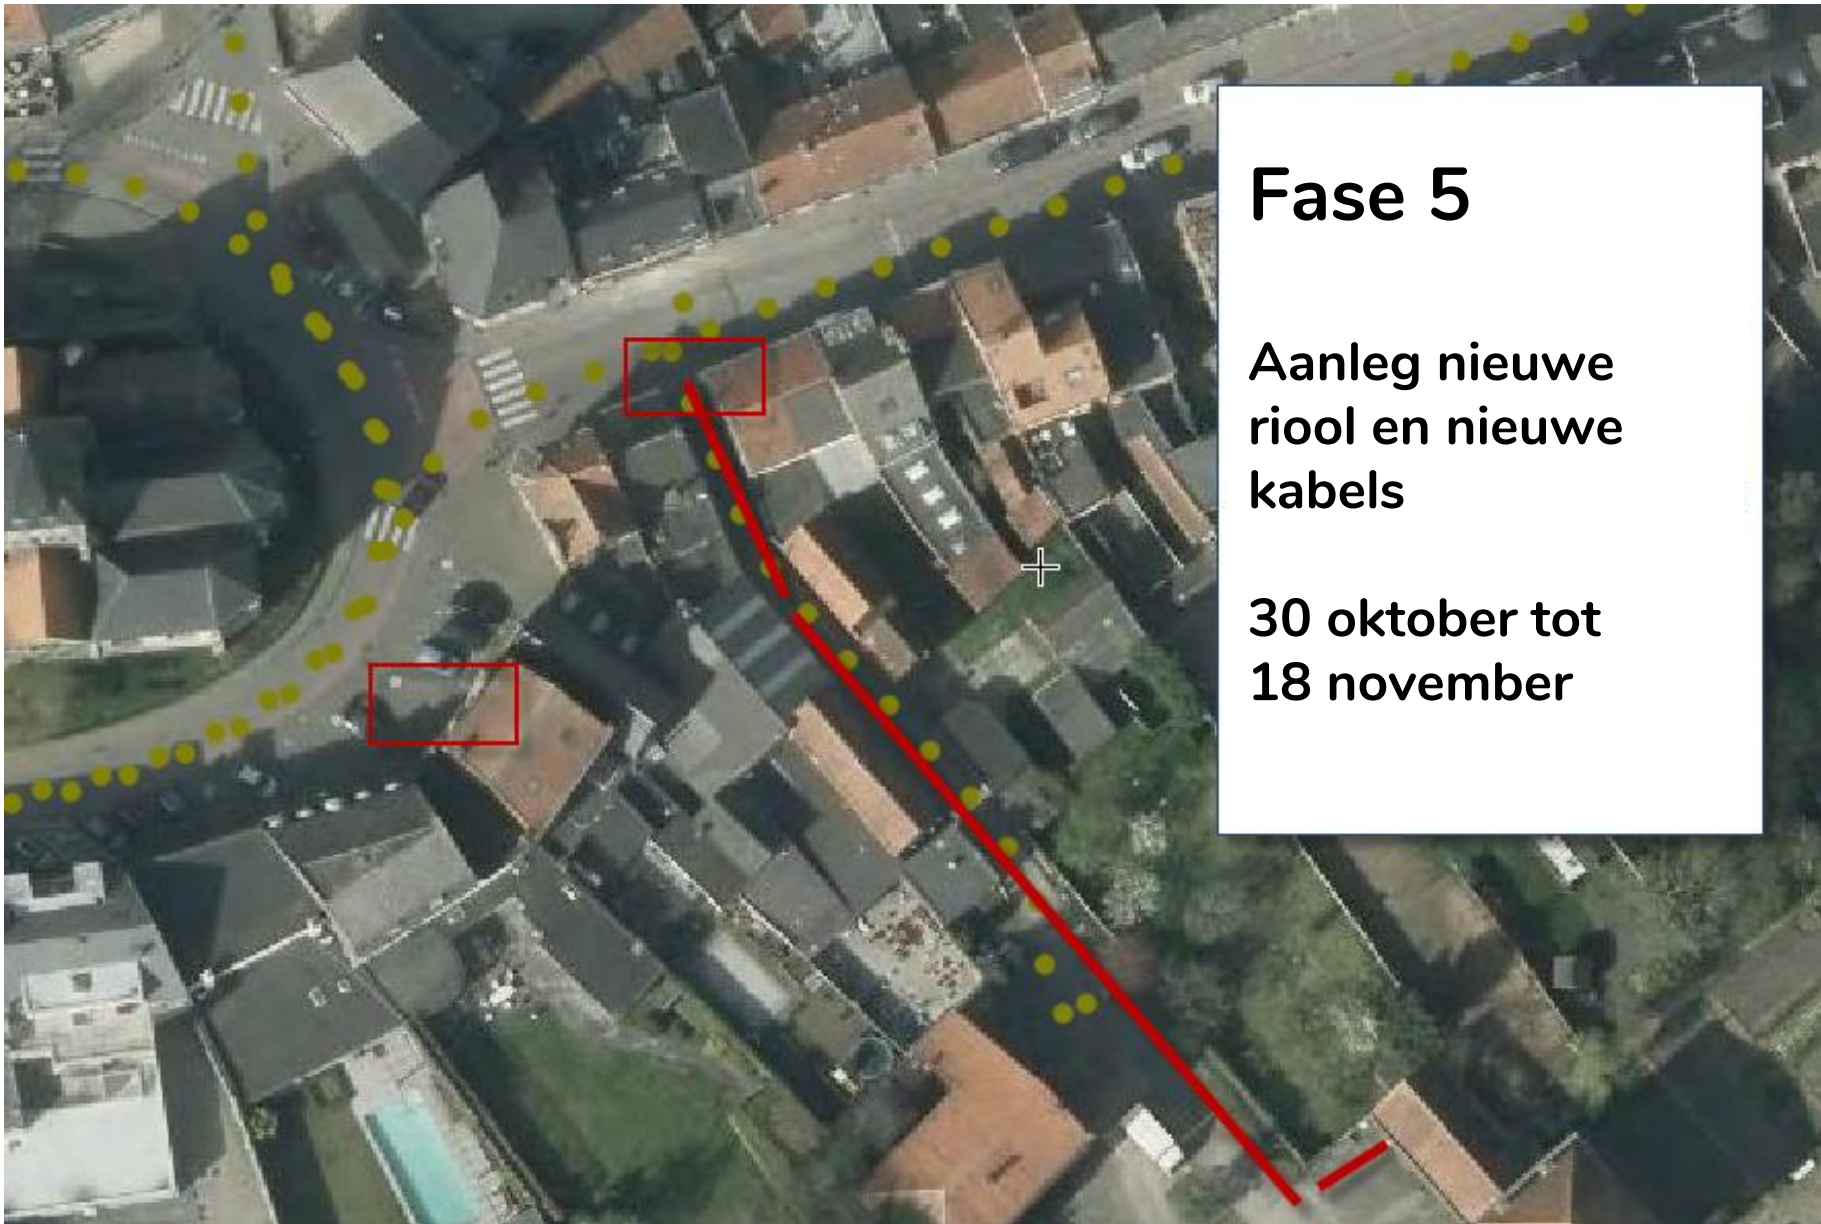 Fase 5
Aanleg nieuwe
riool en nieuwe
kabels
30 oktober tot
18 november